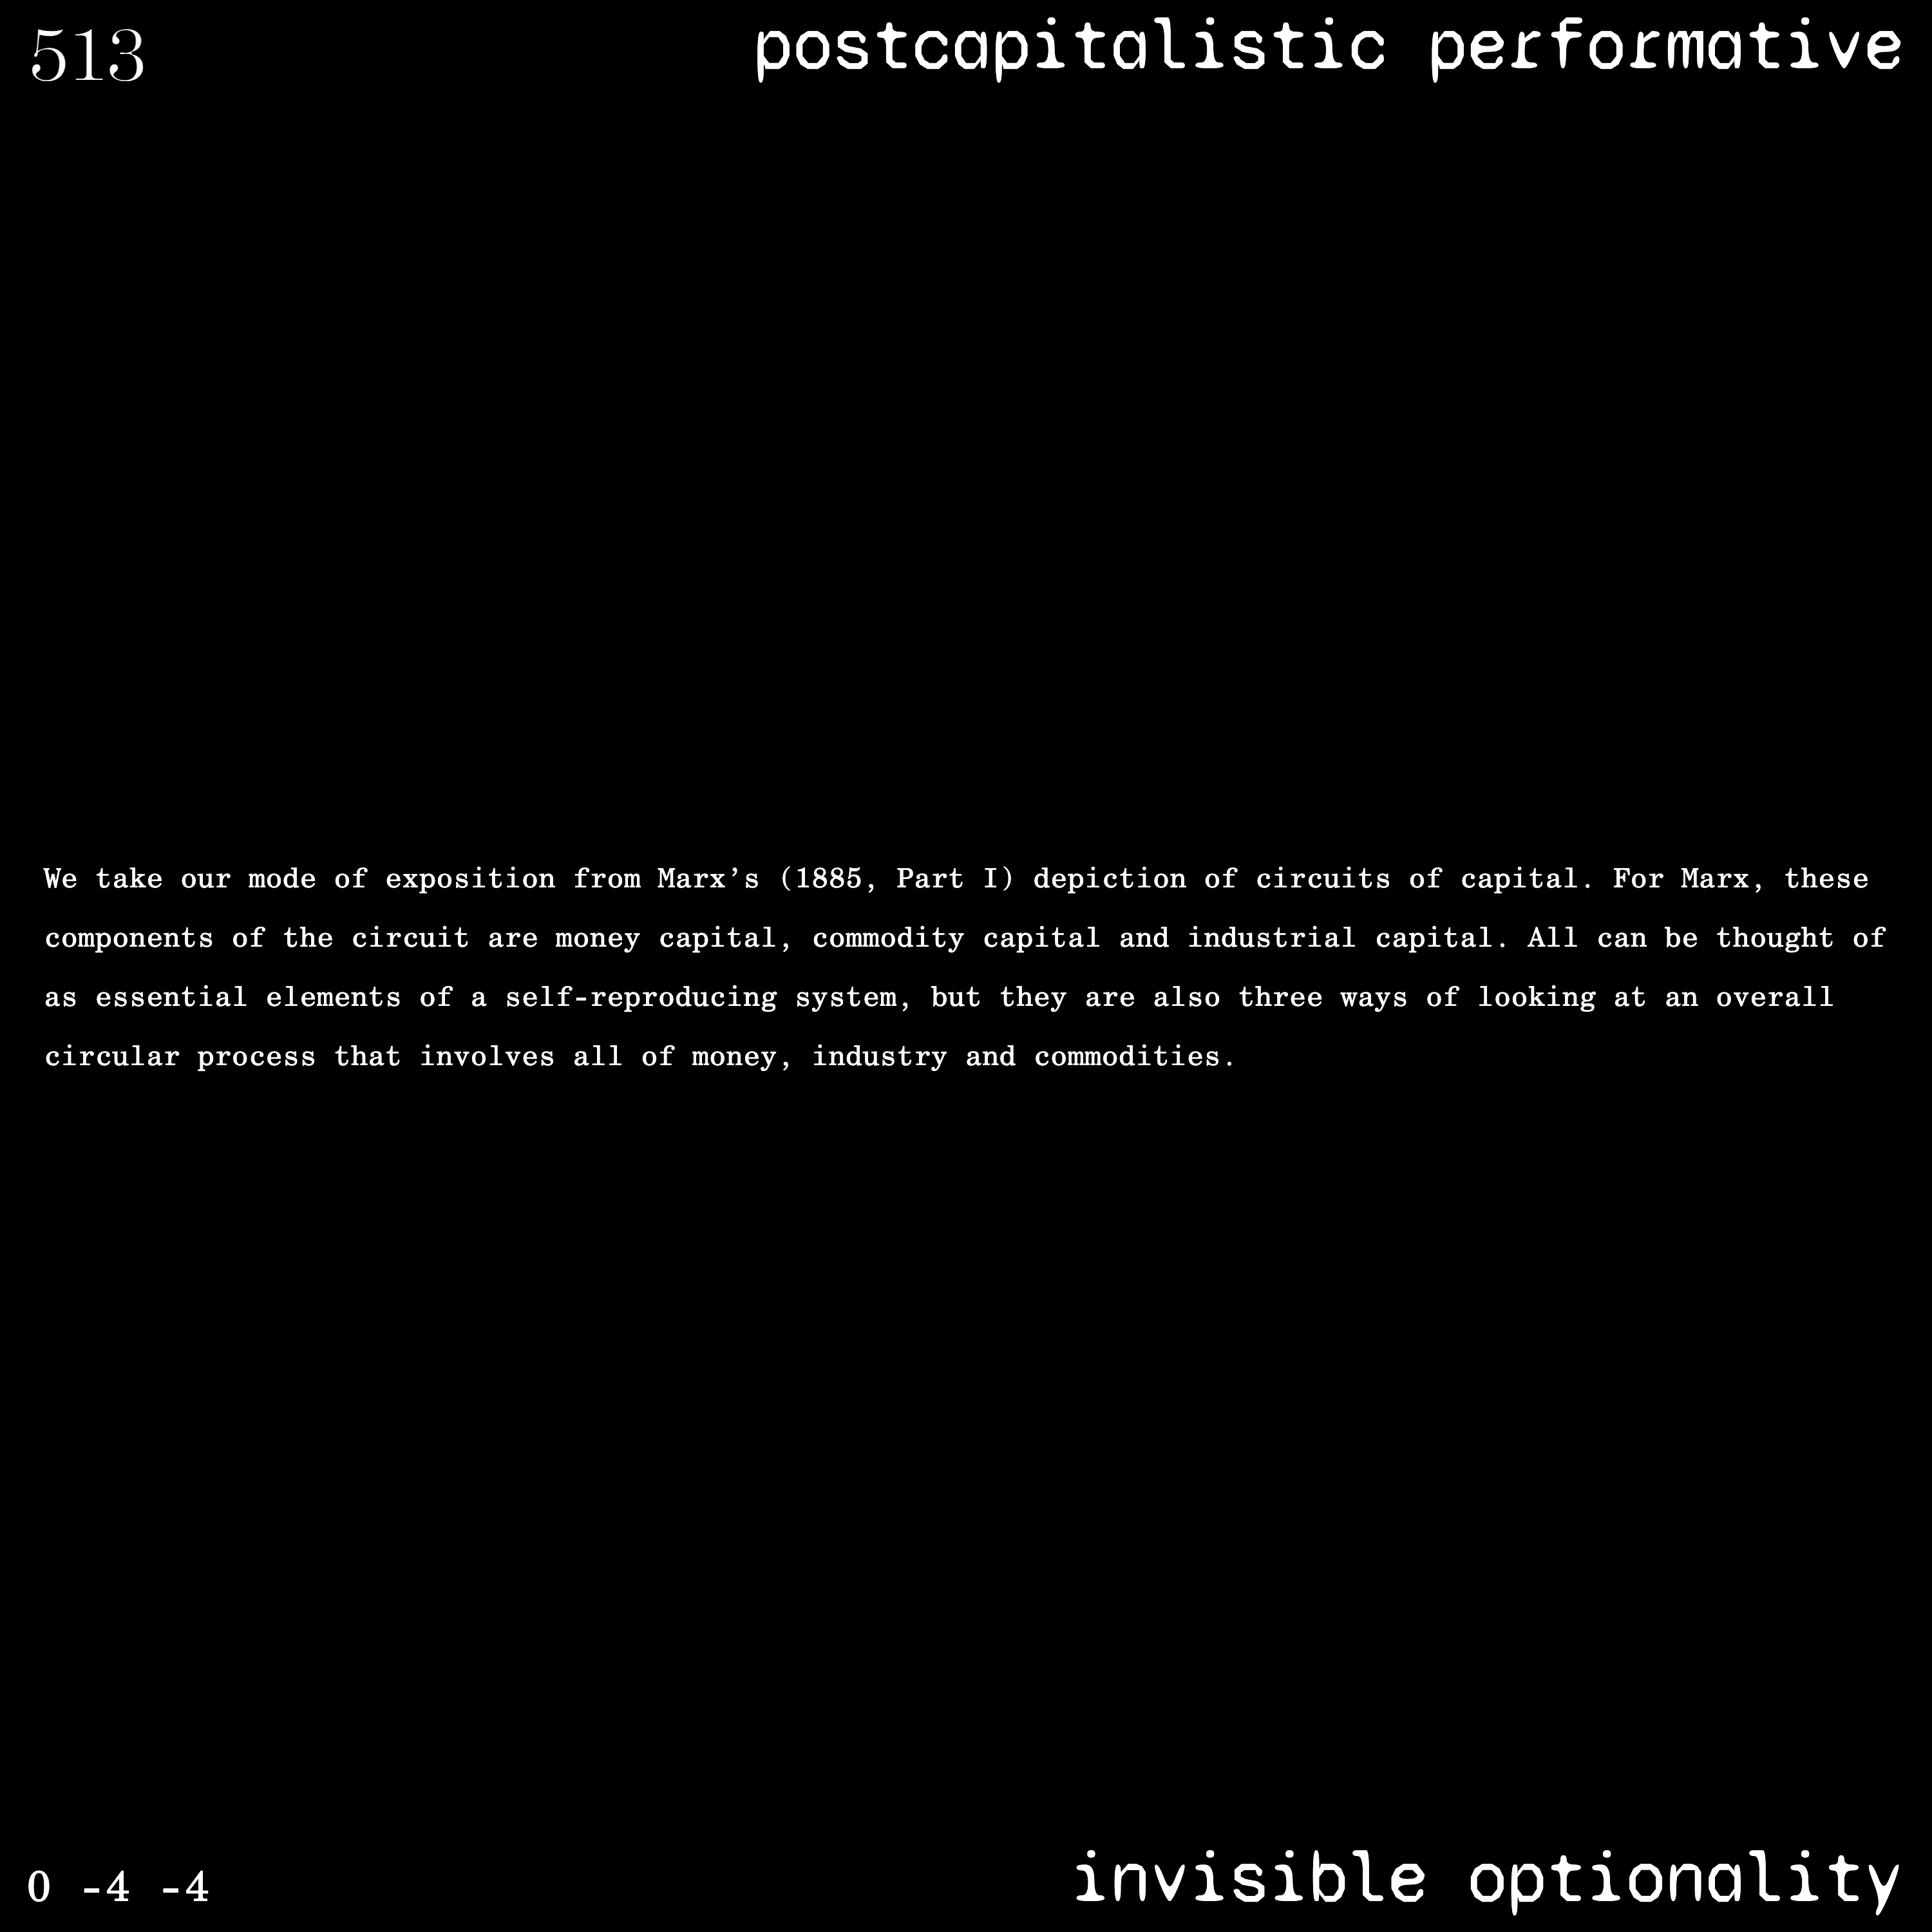 513
postcapitalistic performative
We take our mode of exposition from Marx’s (1885, Part I) depiction of circuits of capital. For Marx, these
components of the circuit are money capital, commodity capital and industrial capital. All can be thought of
as essential elements of a self-reproducing system, but they are also three ways of looking at an overall
circular process that involves all of money, industry and commodities.
0 -4 -4
invisible optionality